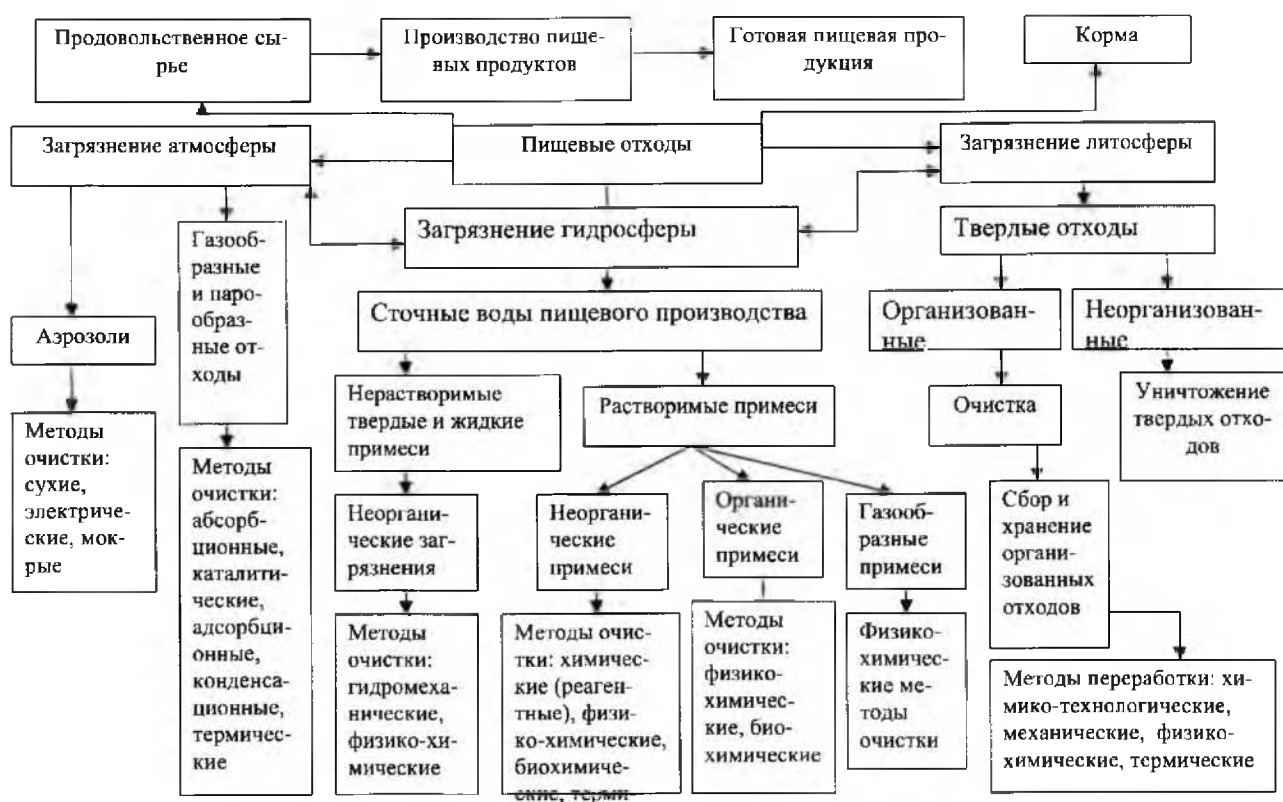 Продовольственное сы-
рье
Производство пище-
вых продуктов
Готовая пищевая про-
дукция
Корма
Загрязнение атмосферы
Пищевые отходы
Загрязнение литосферы
Газооб-
разные
и паро-
образ-
ные от-
ходы
Загрязнение гидросферы
Твердые отходы
Аэрозоли
Сточные воды пищевого производства
Организован-
ные
Неорганизован-
ные
Нерастворимые
твердые и жидкие
примеси
Растворимые примеси
Очистка
Уничтожение
твердых отхо-
дов
Методы
очистки:
сухие,
электриче-
ские, мок-
рые
Методы
очистки:
абсорб-
ционные,
каталити-
ческие,
адсорбци-
онные,
конденса-
ционные,
термичес-
кие
Неоргани-
ческие заг-
рязнения
Неоргани-
ческие
примеси
Органи-
ческие
примеси
Газооб-
разные
примеси
Сбор и
хранение
органи-
зованных
отходов
Методы
очистки:
гидромеха-
нические,
физико-хи-
мические
Методы очис-
тки: химичес-
кие (реаген-
тные), физи-
ко-химические,
биохимиче-
ские, терми-
Методы
очистки:
физико-
химичес-
кие, био-
химические
Физико-
химичес-
кие ме-
тоды
очистки
Методы переработки: хи-
мико-технологические,
механические, физико-
химические, термические